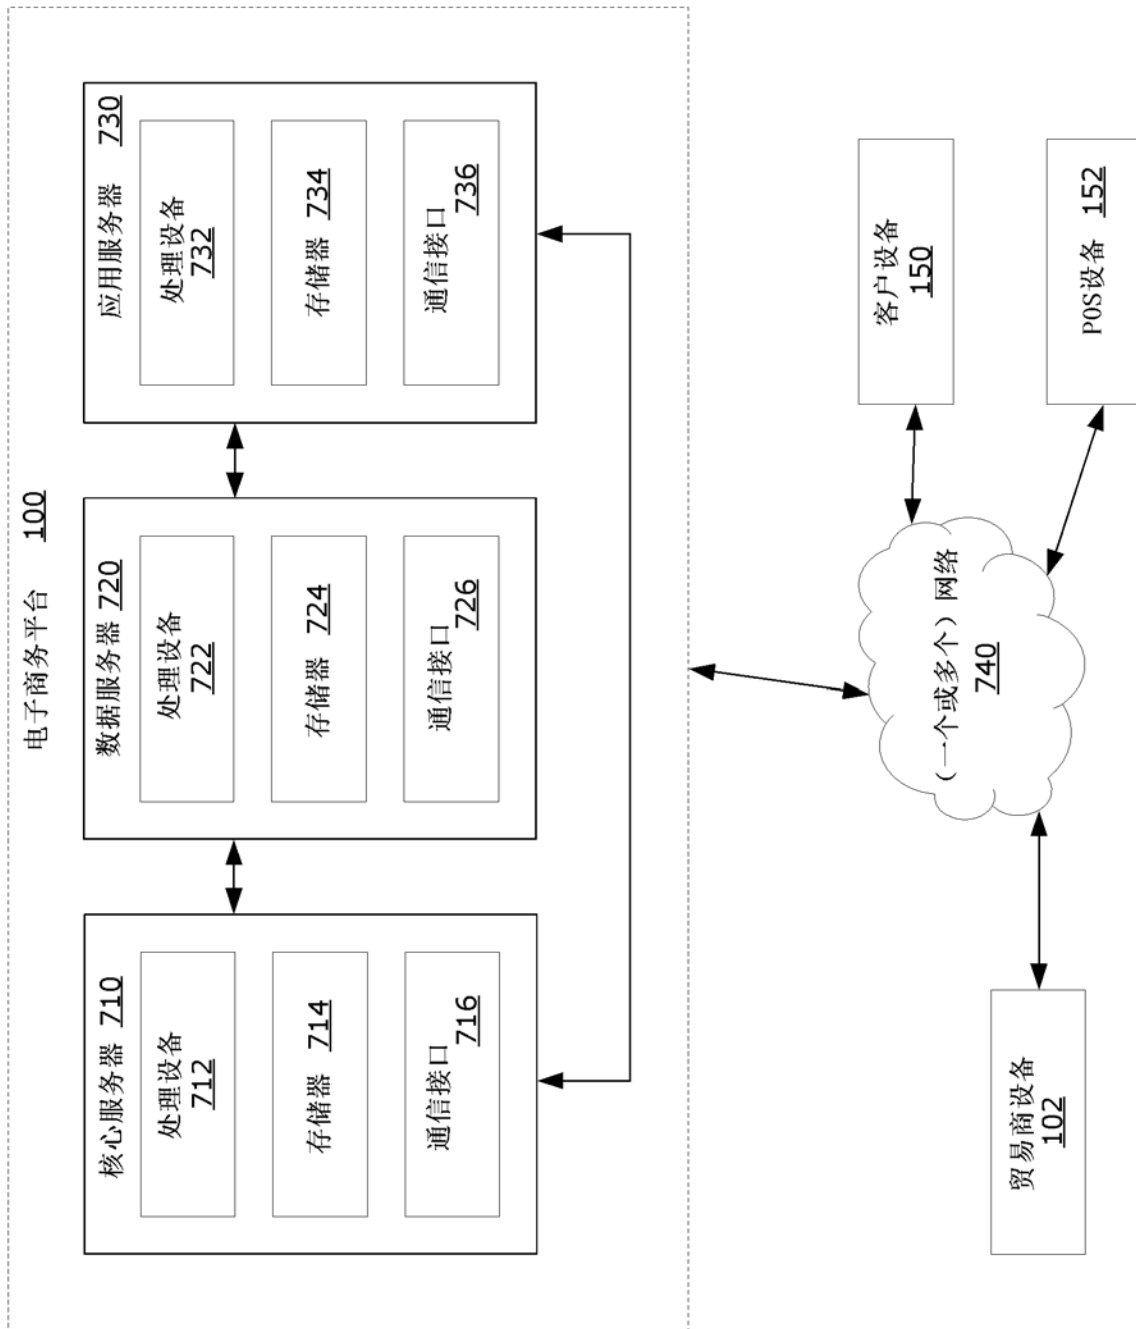 电子商务平台 100
核心服务器 710
处理设备
712
存储器 714
通信接口
716
数据服务器 720
处理设备
722
存储器 724
通信接口
726
应用服务器 730
处理设备
732
存储器 734
通信接口
736
贸易商设备
102
（一个或多个）网络
740
客户设备
150
POS设备 152